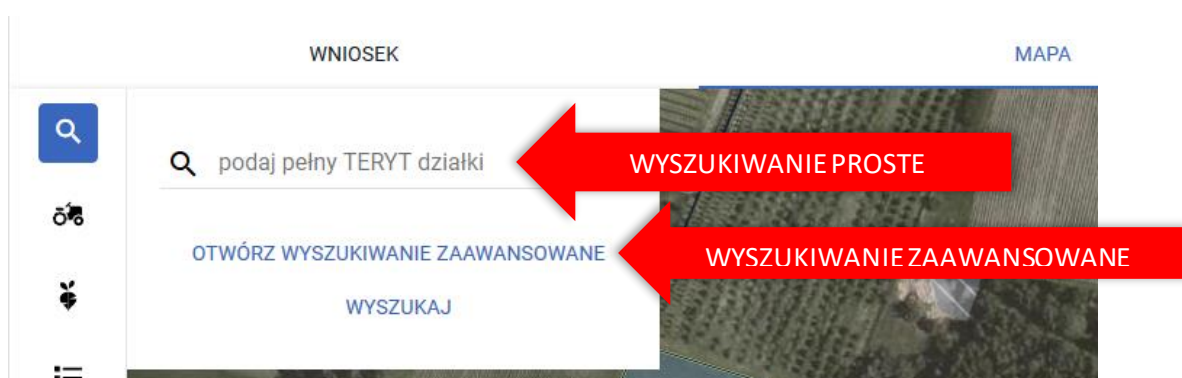 WNIOSEK
MAPA
podaj pełny TERYT działki
WYSZUKIWANIE PROSTE
OTWÓRZ WYSZUKIWANIE ZAAWANSOWANE
WYSZUKIWANIE ZAAWANSOWANE
WYSZUKAJ